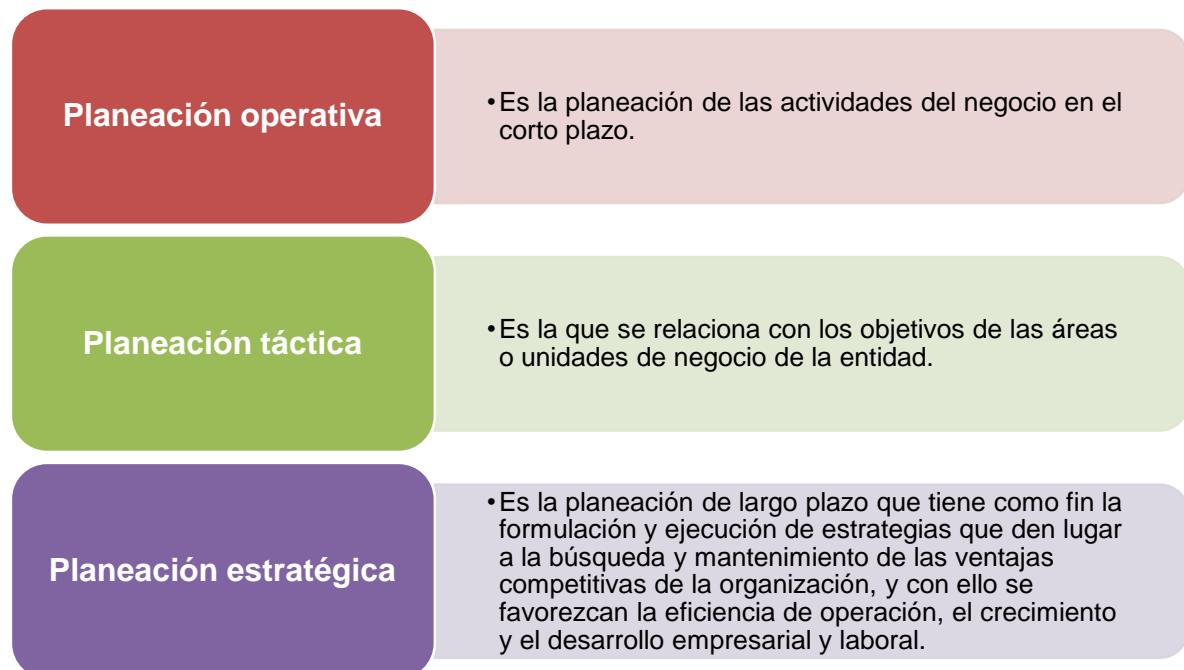 Planeación operativa
•Es la planeación de las actividades del negocio en el
corto plazo.
Planeación táctica
•Es la que se relaciona con los objetivos de las áreas
o unidades de negocio de la entidad.
Planeación estratégica
•Es la planeación de largo plazo que tiene como fin la
formulación y ejecución de estrategias que den lugar
a la búsqueda y mantenimiento de las ventajas
competitivas de la organización, y con ello se
favorezcan la eficiencia de operación, el crecimiento
y el desarrollo empresarial y laboral.